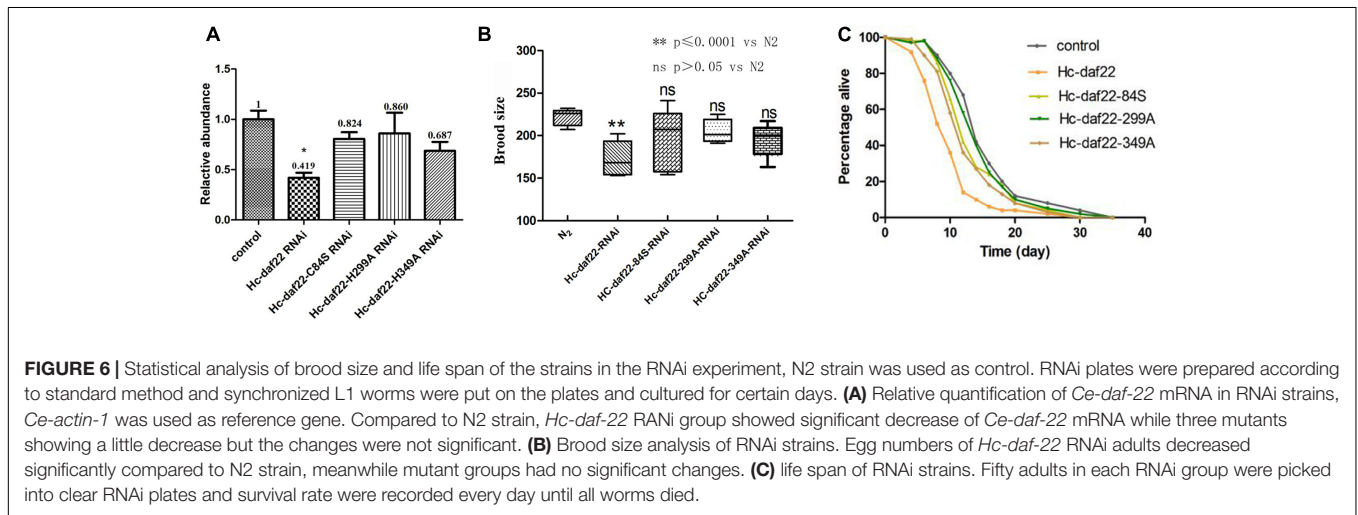 A
Relactive abundance
1.5
1.0
0.5
0.0
1
*
0.419
0.824
0.860
0.687
control
Hc-daf22 RNAi
Hc-daf22-C84S RNAi
Hc-daf22-H299A RNAi
Hc-daf22-H349A RNAi
B
** p≤0.0001 vs N2
ns p>0.05 vs N2
Brood size
300
250
200
150
100
**
ns
ns
ns
N2
Hc-daf22-RNAi
HC-daf22-84S-RNAi
Hc-daf22-299A-RNAi
HC-daf22-349A-RNAi
C
Percentage alive
100
80
60
40
20
0
0
10
20
30
40
Time (day)
control
Hc-daf22
Hc-daf22-84S
Hc-daf22-299A
Hc-daf22-349A
FIGURE 6 | Statistical analysis of brood size and life span of the strains in the RNAi experiment, N2 strain was used as control. RNAi plates were prepared according
to standard method and synchronized L1 worms were put on the plates and cultured for certain days. (A) Relative quantification of Ce-daf-22 mRNA in RNAi strains,
Ce-actin-1 was used as reference gene. Compared to N2 strain, Hc-daf-22 RANi group showed significant decrease of Ce-daf-22 mRNA while three mutants
showing a little decrease but the changes were not significant. (B) Brood size analysis of RNAi strains. Egg numbers of Hc-daf-22 RNAi adults decreased
significantly compared to N2 strain, meanwhile mutant groups had no significant changes. (C) life span of RNAi strains. Fifty adults in each RNAi group were picked
into clear RNAi plates and survival rate were recorded every day until all worms died.